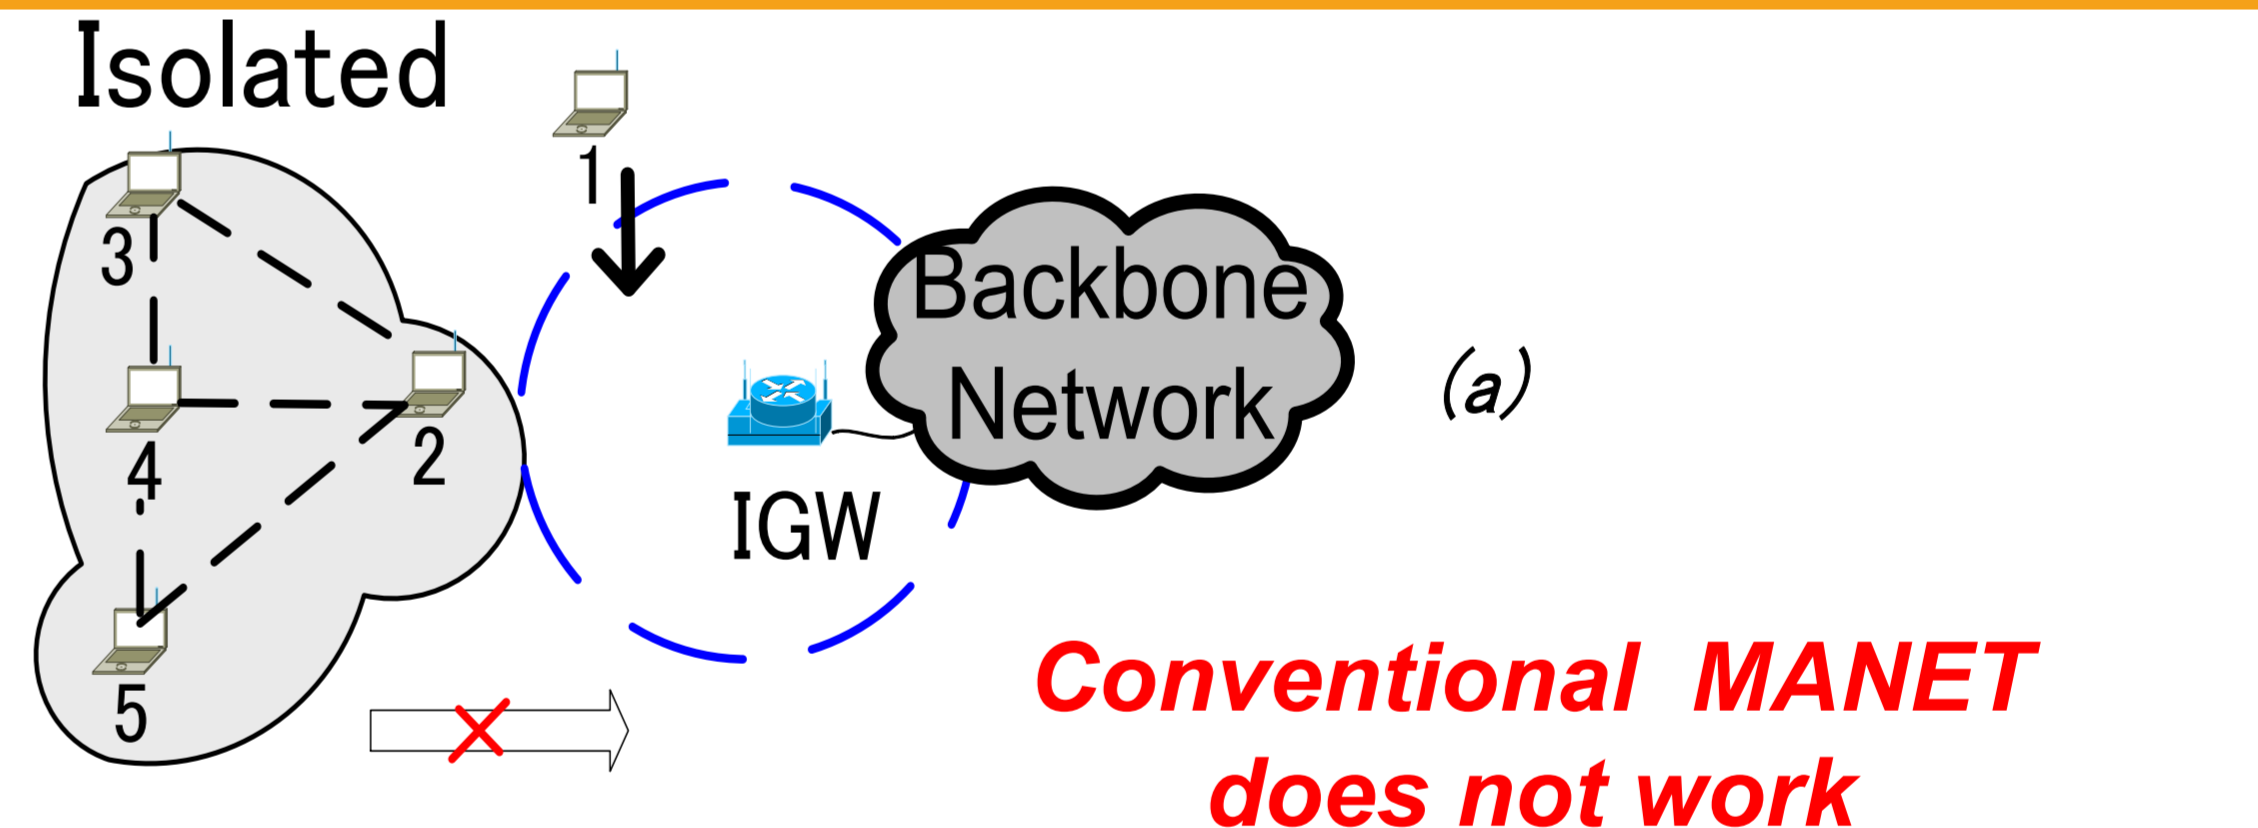 Isolated
1
3
Backbone
Network
(a)
4
2
IGW
5
Conventional MANET
does not work